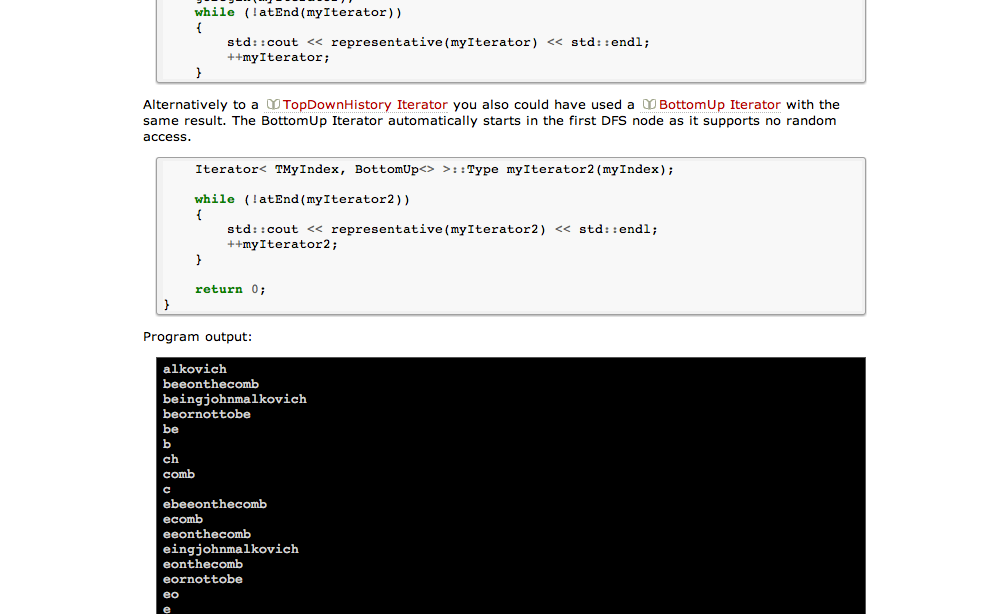 while (!atEnd(myIterator))
{
std::cout << representative(myIterator) << std::endl;
++myIterator;
}
Alternatively to a TopDownHistory Iterator you also could have used a BottomUp Iterator with the
same result. The BottomUp Iterator automatically starts in the first DFS node as it supports no random
access.
Iterator< TMyIndex, BottomUp<> >::Type myIterator2(myIndex);
while (!atEnd(myIterator2))
{
std::cout << representative(myIterator2) << std::endl;
++myIterator2;
}
return 0;
}
Program output:
alkovich
beeonthecomb
beingjohnmalkovich
beornottobe
be
b
ch
comb
c
ebeeonthecomb
ecomb
eeonthecomb
eingjohnmalkovich
eonthecomb
eornottobe
eo
e